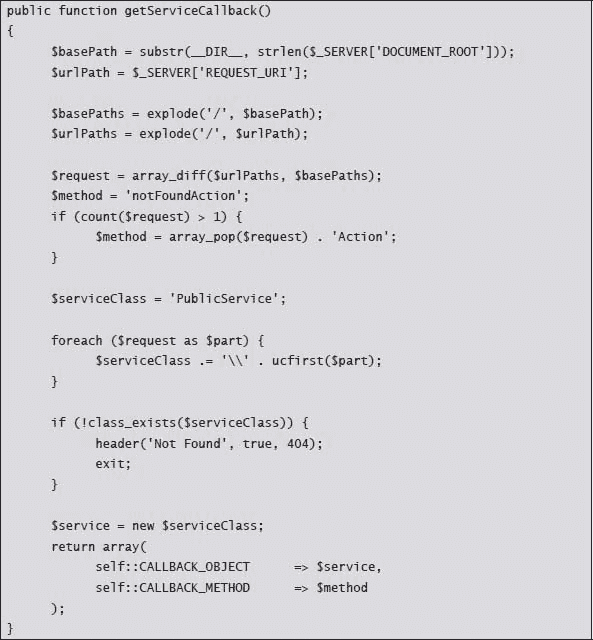 public function getServiceCallback()
{
$basePath = substr(__DIR__, strlen($_SERVER['DOCUMENT_ROOT']));
$urlPath = $_SERVER['REQUEST_URI'];
$basePaths = explode('/', $basePath);
$urlPaths = explode('/', $urlPath);
$request = array_diff($urlPaths, $basePaths);
$method = 'notFoundAction';
if (count($request) > 1) {
$method = array_pop($request) . 'Action';
}
$serviceClass = 'PublicService';
foreach ($request as $part) {
$serviceClass .= '\\' . ucfirst($part);
}
if (!class_exists($serviceClass)) {
header('Not Found', true, 404);
exit;
}
$service = new $serviceClass;
return array(
self::CALLBACK_OBJECT => $service,
self::CALLBACK_METHOD => $method
);
}